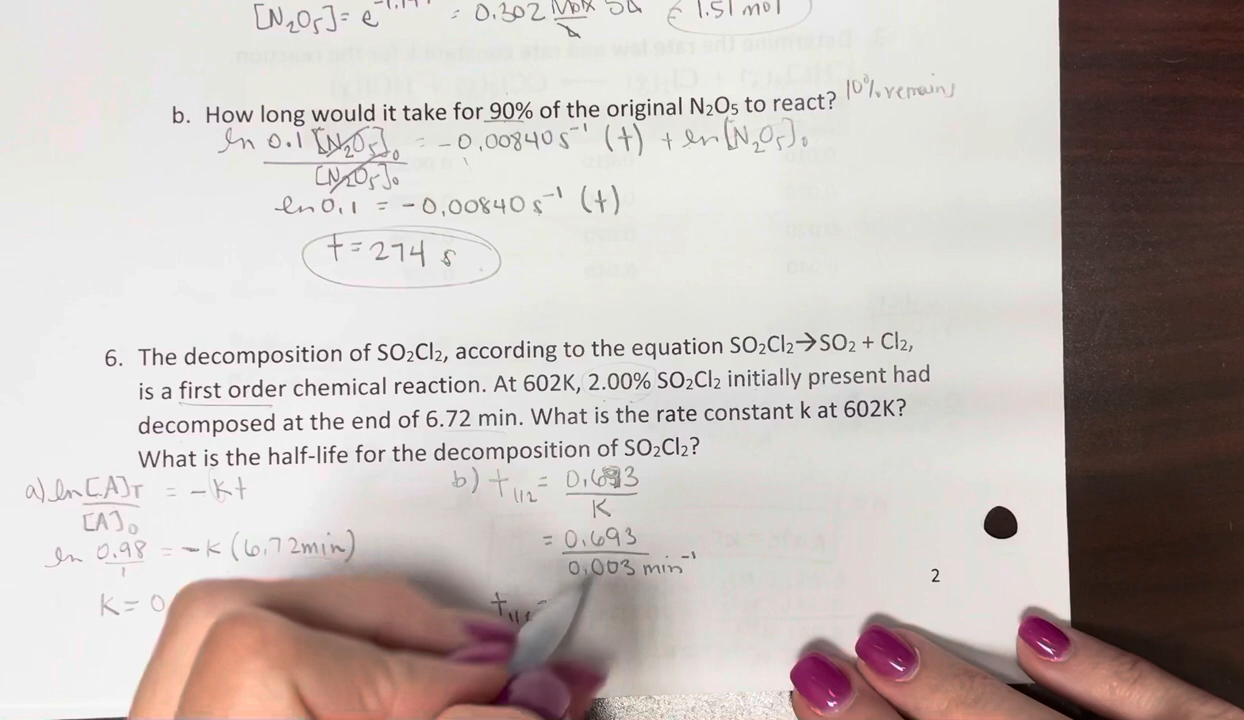 [N₂O₅] = e = 0.302 1.51 mol
b. How long would it take for 90% of the original N₂O₅ to react? 10% remains
ln 0.1 [N₂O₅]₀ = -0.00840 s⁻¹ (t) + ln [N₂O₅]₀
[N₂O₅]₀
ln 0.1 = -0.00840 s⁻¹ (t)
t = 274 s
6. The decomposition of SO₂Cl₂, according to the equation SO₂Cl₂→SO₂ + Cl₂,
is a first order chemical reaction. At 602K, 2.00% SO₂Cl₂ initially present had
decomposed at the end of 6.72 min. What is the rate constant k at 602K?
What is the half-life for the decomposition of SO₂Cl₂?
a) ln [A]T = -Kt
[A]₀
ln 0.98 = -K (6.72 min)
1
K = 0
b) t 1/2 = 0.693
K
= 0.693
0.003 min⁻¹
2